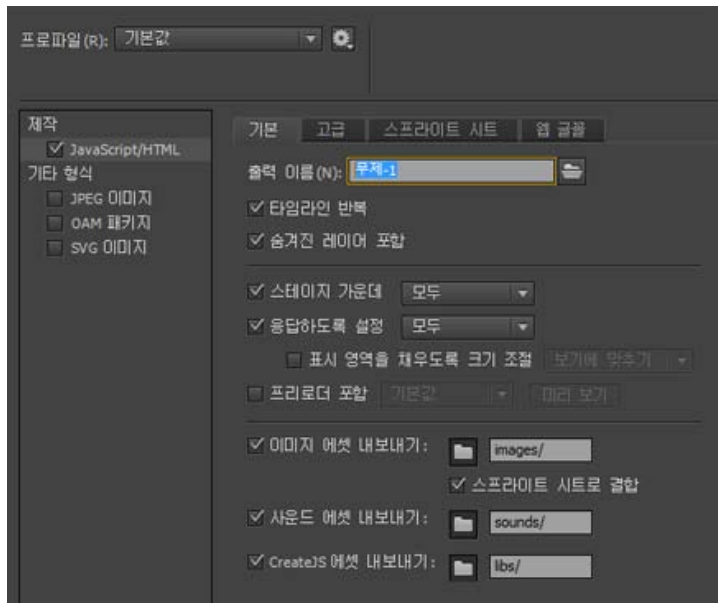 프로파일(R): 기본값
제작
JavaScript/HTML
기타 형식
JPEG 이미지
OAM 패키지
SVG 이미지
기본 고급 스프라이트 시트 웹 글꼴
출력 이름(N): 무제-1
타임라인 반복
숨겨진 레이어 포함
스테이지 가운데 모두
응답하도록 설정 모두
표시 영역을 채우도록 크기 조절 보기에 맞추기
프리로더 포함 기본값 미리 보기
이미지 에셋 내보내기: images/
스프라이트 시트로 결합
사운드 에셋 내보내기: sounds/
CreateJS 에셋 내보내기: libs/